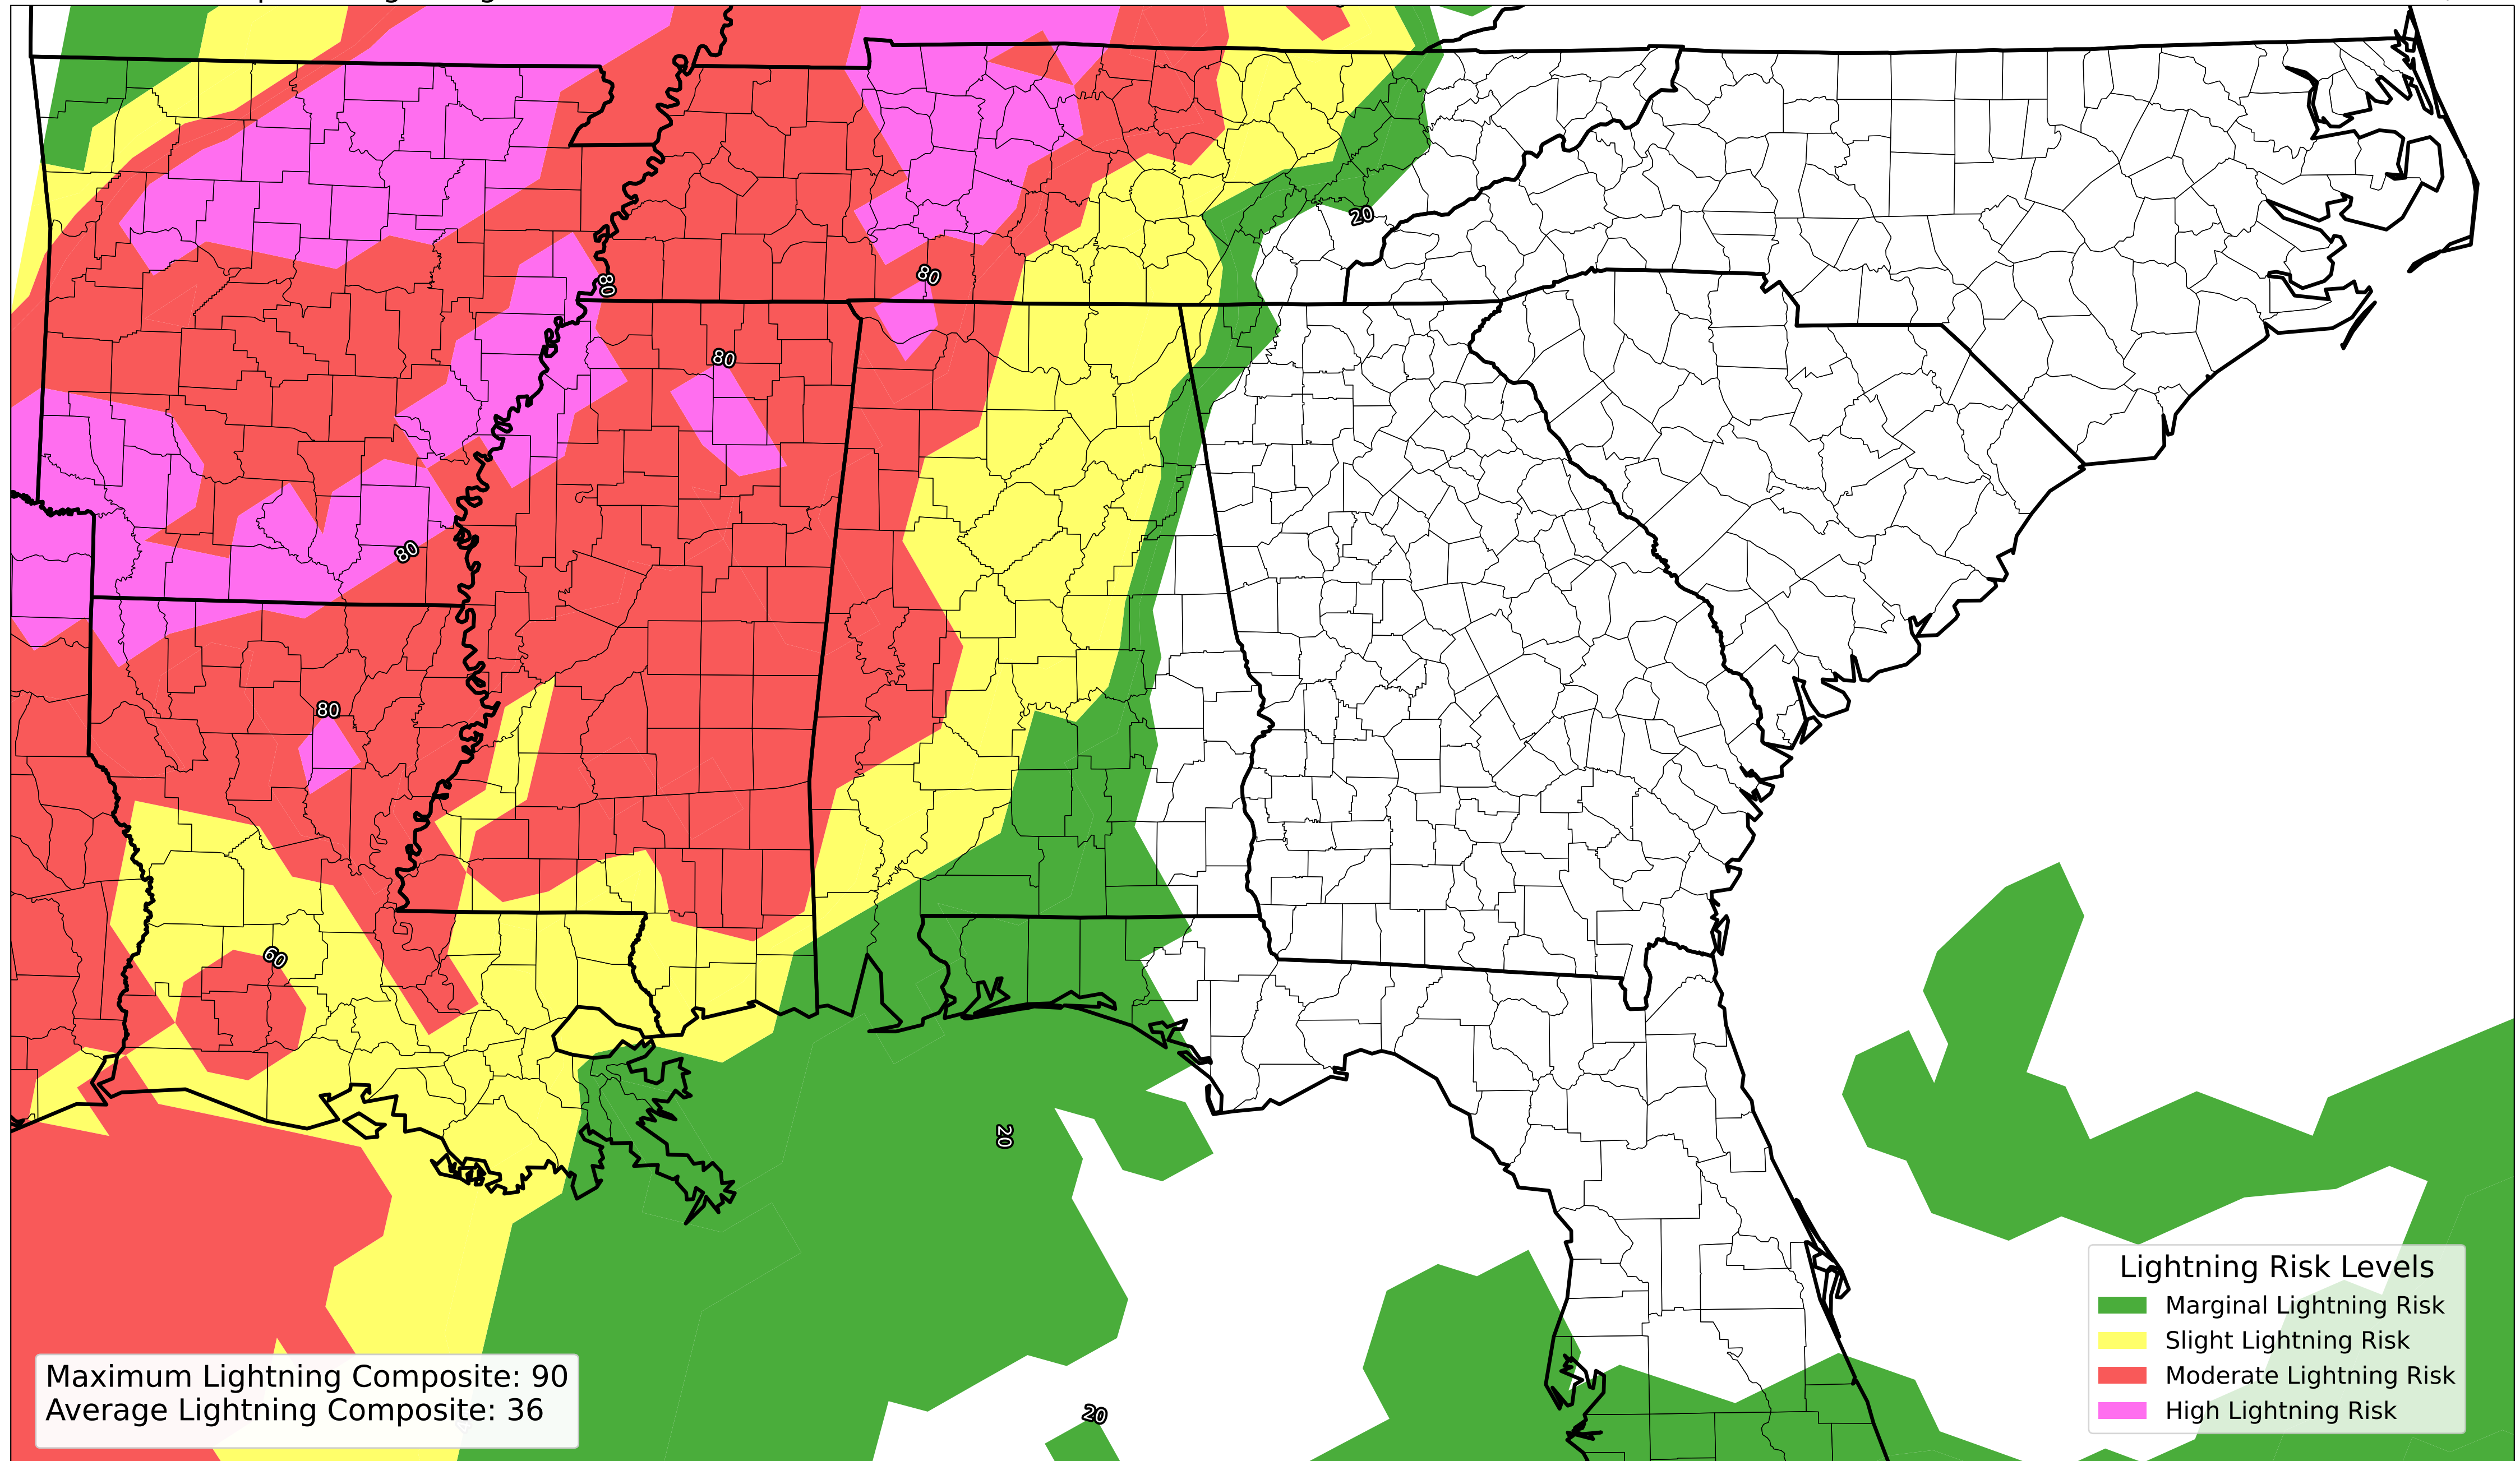 20
80
80
80
80
80
60
20
20
Lightning Risk Levels
Marginal Lightning Risk
Slight Lightning Risk
Moderate Lightning Risk
High Lightning Risk
Maximum Lightning Composite: 90
Average Lightning Composite: 36